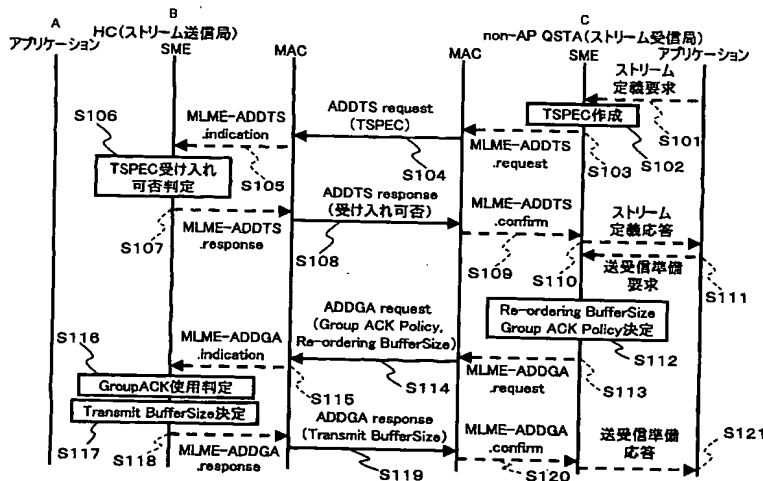 A
B
C
HC(ストリーム送信局)
non-AP QSTA(ストリーム受信局)
アプリケーション
SME
MAC
MAC
SME
アプリケーション
ストリーム
定義要求
S101
TSPEC作成
S102
MLME-ADDTS
.request
S103
ADDTS request
(TSPEC)
S104
MLME-ADDTS
.indication
S105
S106
TSPEC受け入れ
可否判定
S107
MLME-ADDTS
.response
ADDTS response
(受け入れ可否)
S108
MLME-ADDTS
.confirm
S109
ストリーム
定義応答
S110
送受信準備
要求
S111
Re-ordering BufferSize
Group ACK Policy決定
S112
MLME-ADDGA
.request
S113
ADDGA request
(Group ACK Policy,
Re-ordering BufferSize)
S114
MLME-ADDGA
.indication
S115
S116
GroupACK使用判定
Transmit BufferSize決定
S117
S118
MLME-ADDGA
.response
ADDGA response
(Transmit BufferSize)
S119
MLME-ADDGA
.confirm
S120
送受信準備
応答
S121